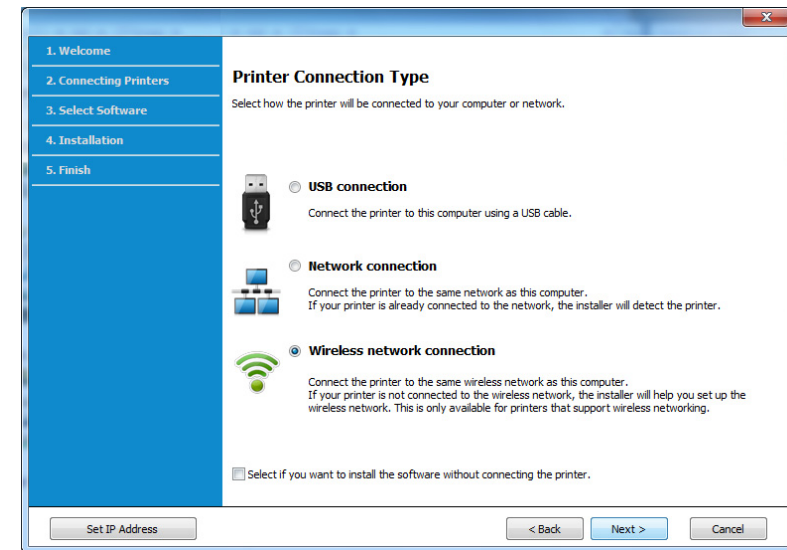 X
1. Welcome
2. Connecting Printers
3. Select Software
4. Installation
5. Finish
Printer Connection Type
Select how the printer will be connected to your computer or network.
USB connection
Connect the printer to this computer using a USB cable.
Network connection
Connect the printer to the same network as this computer.
If your printer is already connected to the network, the installer will detect the printer.
Wireless network connection
Connect the printer to the same wireless network as this computer.
If your printer is not connected to the wireless network, the installer will help you set up the
wireless network. This is only available for printers that support wireless networking.
Select if you want to install the software without connecting the printer.
Set IP Address
< Back
Next >
Cancel